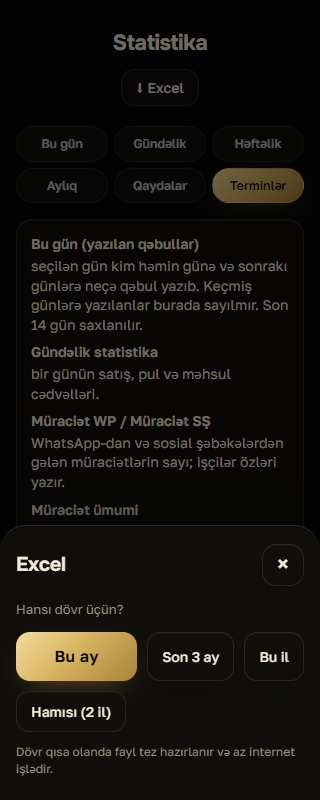 Statistika
⭳ Excel
Bu gün
Gündəlik
Həftəlik
Aylıq
Qaydalar
Terminlər
Bu gün (yazılan qəbullar)
seçilən gün kim həmin günə və sonrakı
günlərə neçə qəbul yazıb. Keçmiş
günlərə yazılanlar burada sayılmır. Son
14 gün saxlanılır.
Gündəlik statistika
bir günün satış, pul və məhsul
cədvəlləri.
Müraciət WP / Müraciət SŞ
WhatsApp-dan və sosial şəbəkələrdən
gələn müraciətlərin sayı; işçilər özləri
yazır.
Müraciət ümumi
Excel
×
Hansı dövr üçün?
Bu ay
Son 3 ay
Bu il
Hamısı (2 il)
Dövr qısa olanda fayl tez hazırlanır və az internet
işlədir.